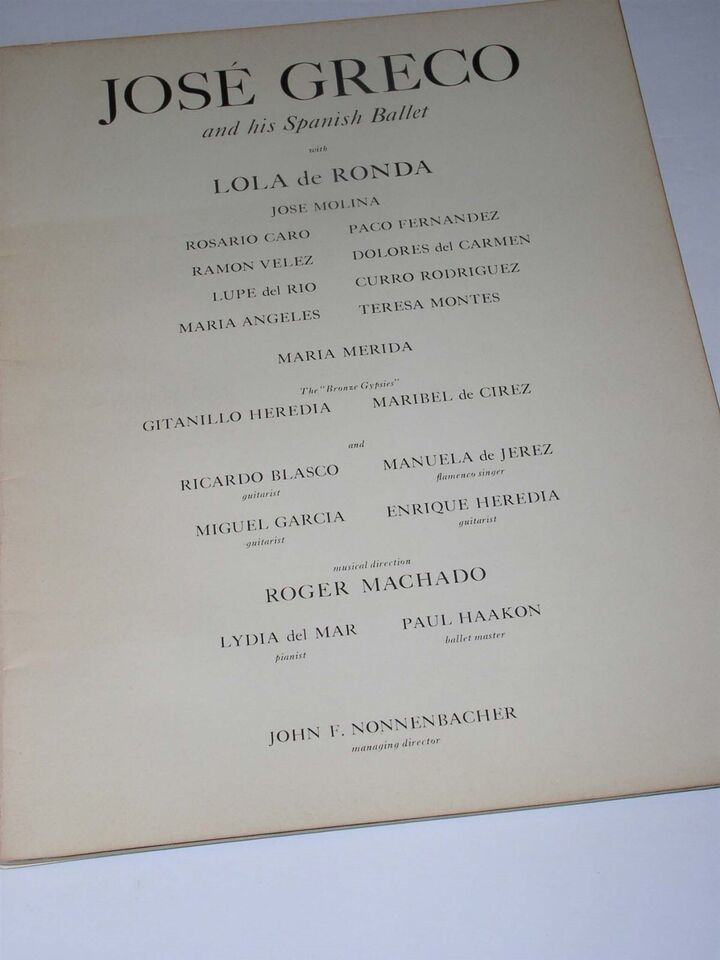 JOSÉ GRECO
and his Spanish Ballet
with
LOLA de RONDA
JOSE MOLINA
ROSARIO CARO PACO FERNANDEZ
RAMON VELEZ DOLORES del CARMEN
LUPE del RIO CURRO RODRIGUEZ
MARIA ANGELES TERESA MONTES
MARIA MERIDA
The "Bronze Gypsies"
GITANILLO HEREDIA MARIBEL de CIREZ
and
RICARDO BLASCO MANUELA de JEREZ
guitarist flamenco singer
MIGUEL GARCIA ENRIQUE HEREDIA
guitarist guitarist
musical direction
ROGER MACHADO
LYDIA del MAR PAUL HAAKON
pianist ballet master
JOHN F. NONNENBACHER
managing director